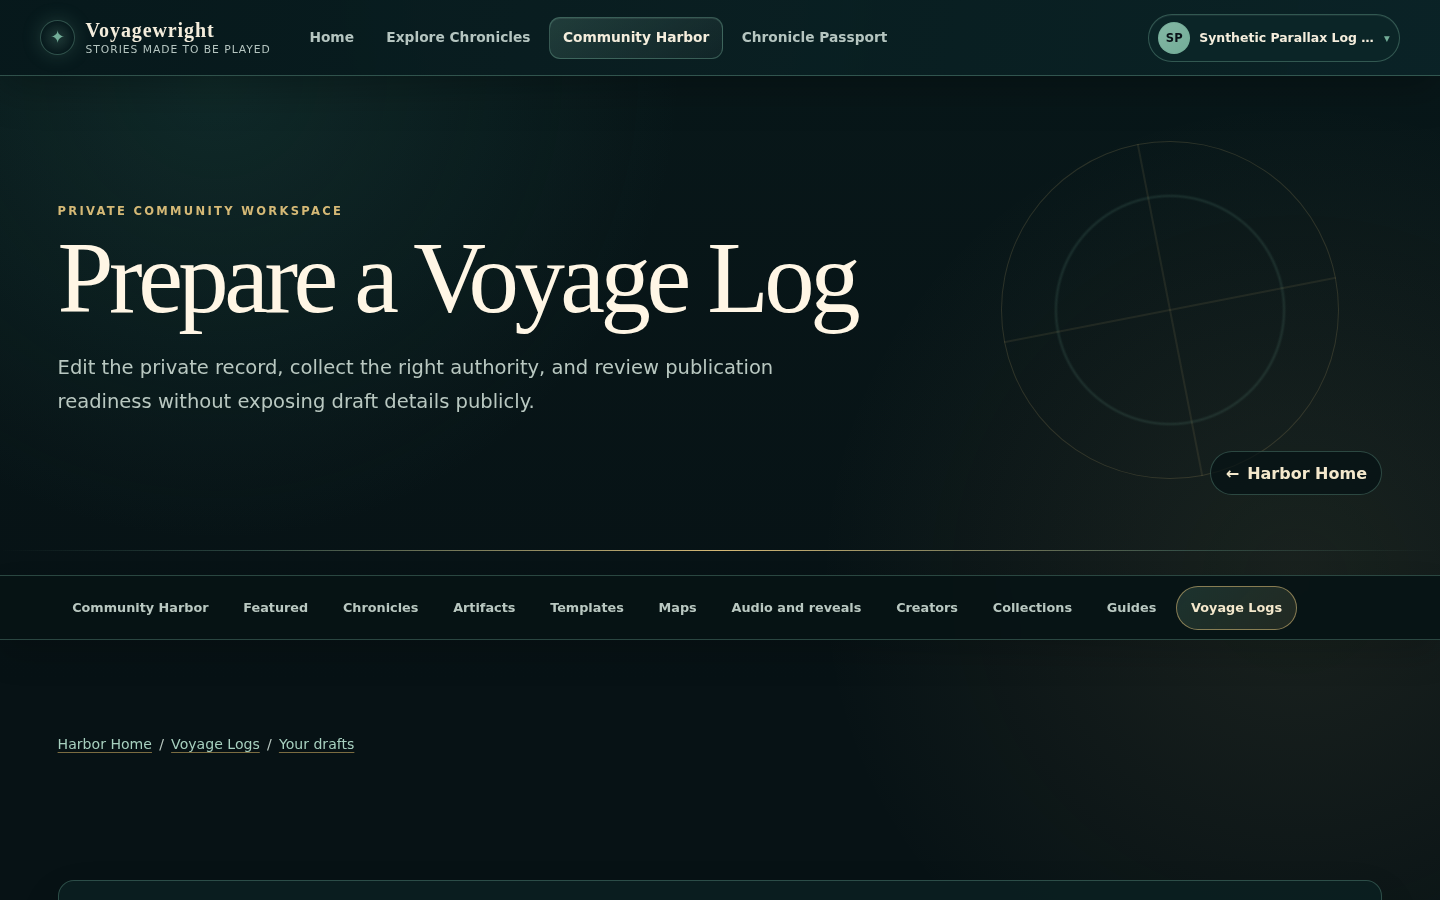 Voyagewright
STORIES MADE TO BE PLAYED
Home
Explore Chronicles
Community Harbor
Chronicle Passport
SP
Synthetic Parallax Log ...
PRIVATE COMMUNITY WORKSPACE
Prepare a Voyage Log
Edit the private record, collect the right authority, and review publication
readiness without exposing draft details publicly.
← Harbor Home
Community Harbor
Featured
Chronicles
Artifacts
Templates
Maps
Audio and reveals
Creators
Collections
Guides
Voyage Logs
Harbor Home / Voyage Logs / Your drafts